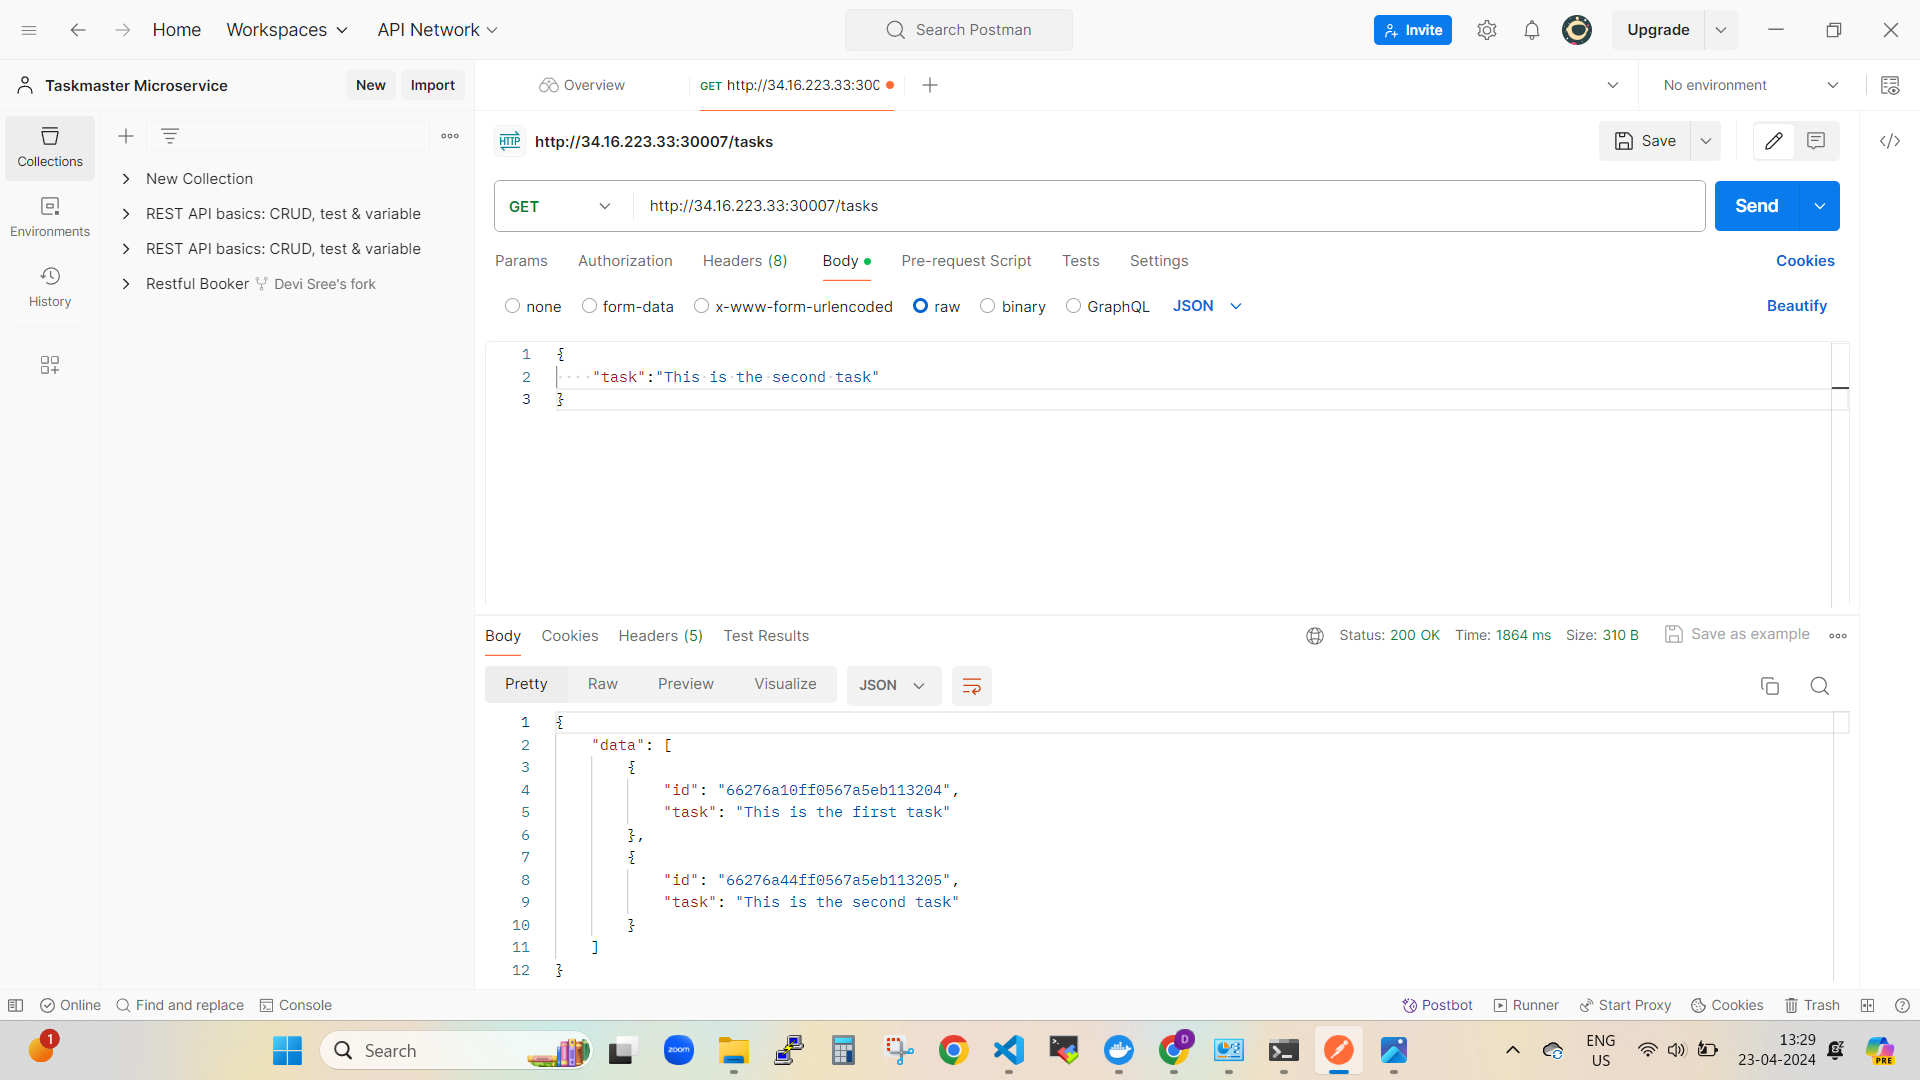 Home Workspaces API Network Search Postman Invite Upgrade
Taskmaster Microservice New Import Overview GET http://34.16.223.33:300 No environment
HTTP http://34.16.223.33:30007/tasks Save
Collections
New Collection
REST API basics: CRUD, test & variable
REST API basics: CRUD, test & variable
Restful Booker Devi Sree's fork
Environments
History
GET http://34.16.223.33:30007/tasks Send
Params Authorization Headers (8) Body Pre-request Script Tests Settings Cookies
none form-data x-www-form-urlencoded raw binary GraphQL JSON Beautify
1 {
2 ····"task":"This·is·the·second·task"
3 }
Body Cookies Headers (5) Test Results Status: 200 OK Time: 1864 ms Size: 310 B Save as example
Pretty Raw Preview Visualize JSON
1 {
2 "data": [
3 {
4 "id": "66276a10ff0567a5eb113204",
5 "task": "This is the first task"
6 },
7 {
8 "id": "66276a44ff0567a5eb113205",
9 "task": "This is the second task"
10 }
11 ]
12 }
Online Find and replace Console Postbot Runner Start Proxy Cookies Trash
1 Search zoom D ENG 13:29
US 23-04-2024 PRE